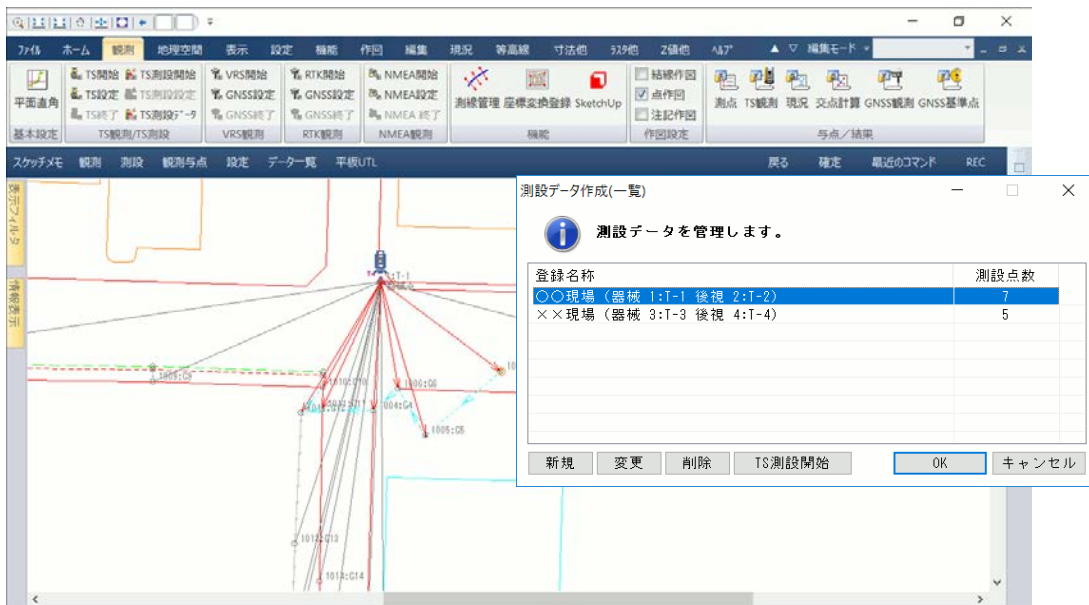 ﾌｧｲﾙ ホーム 観測 地理空間 表示 設定 機能 作図 編集 現況 等高線 寸法他 ﾗｽﾀ他 Z値他 ﾍﾙﾌﾟ ▲ ▽ 編集モード
平面直角
TS開始 TS測設開始
TS設定 TS測設設定
TS終了 TS測設ﾃﾞｰﾀ
VRS開始
GNSS設定
GNSS終了
RTK開始
GNSS設定
GNSS終了
NMEA開始
NMEA設定
NMEA 終了
測線管理 座標変換登録 SketchUp
結線作図
点作図
注記作図
測点 TS観測 現況 交点計算 GNSS観測 GNSS基準点
基本設定 TS観測/TS測設 VRS観測 RTK観測 NMEA観測 機能 作図設定 与点／結果
スケッチメモ 観測 測設 観測与点 設定 データ一覧 平板UTL 戻る 確定 最近のコマンド REC
表示フィルタ
情報表示
測設データ作成(一覧)
測設データを管理します。
登録名称 測設点数
〇〇現場 (器械 1:T-1 後視 2:T-2) 7
××現場 (器械 3:T-3 後視 4:T-4) 5
新規 変更 削除 TS測設開始 OK キャンセル
1:T-1
1009:G9
1010:G10
1006:G6
1004:G4
1005:G5
1013:G13
1014:G14